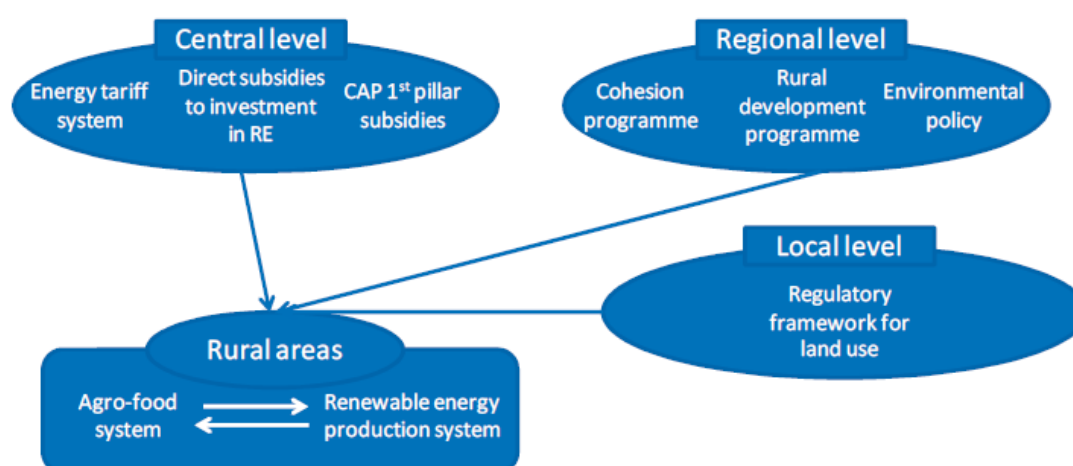 Central level
Energy tariff
system
Direct subsidies
to investment
in RE
CAP 1st pillar
subsidies
Regional level
Cohesion
programme
Rural
development
programme
Environmental
policy
Local level
Regulatory
framework for
land use
Rural areas
Agro-food
system
Renewable energy
production system